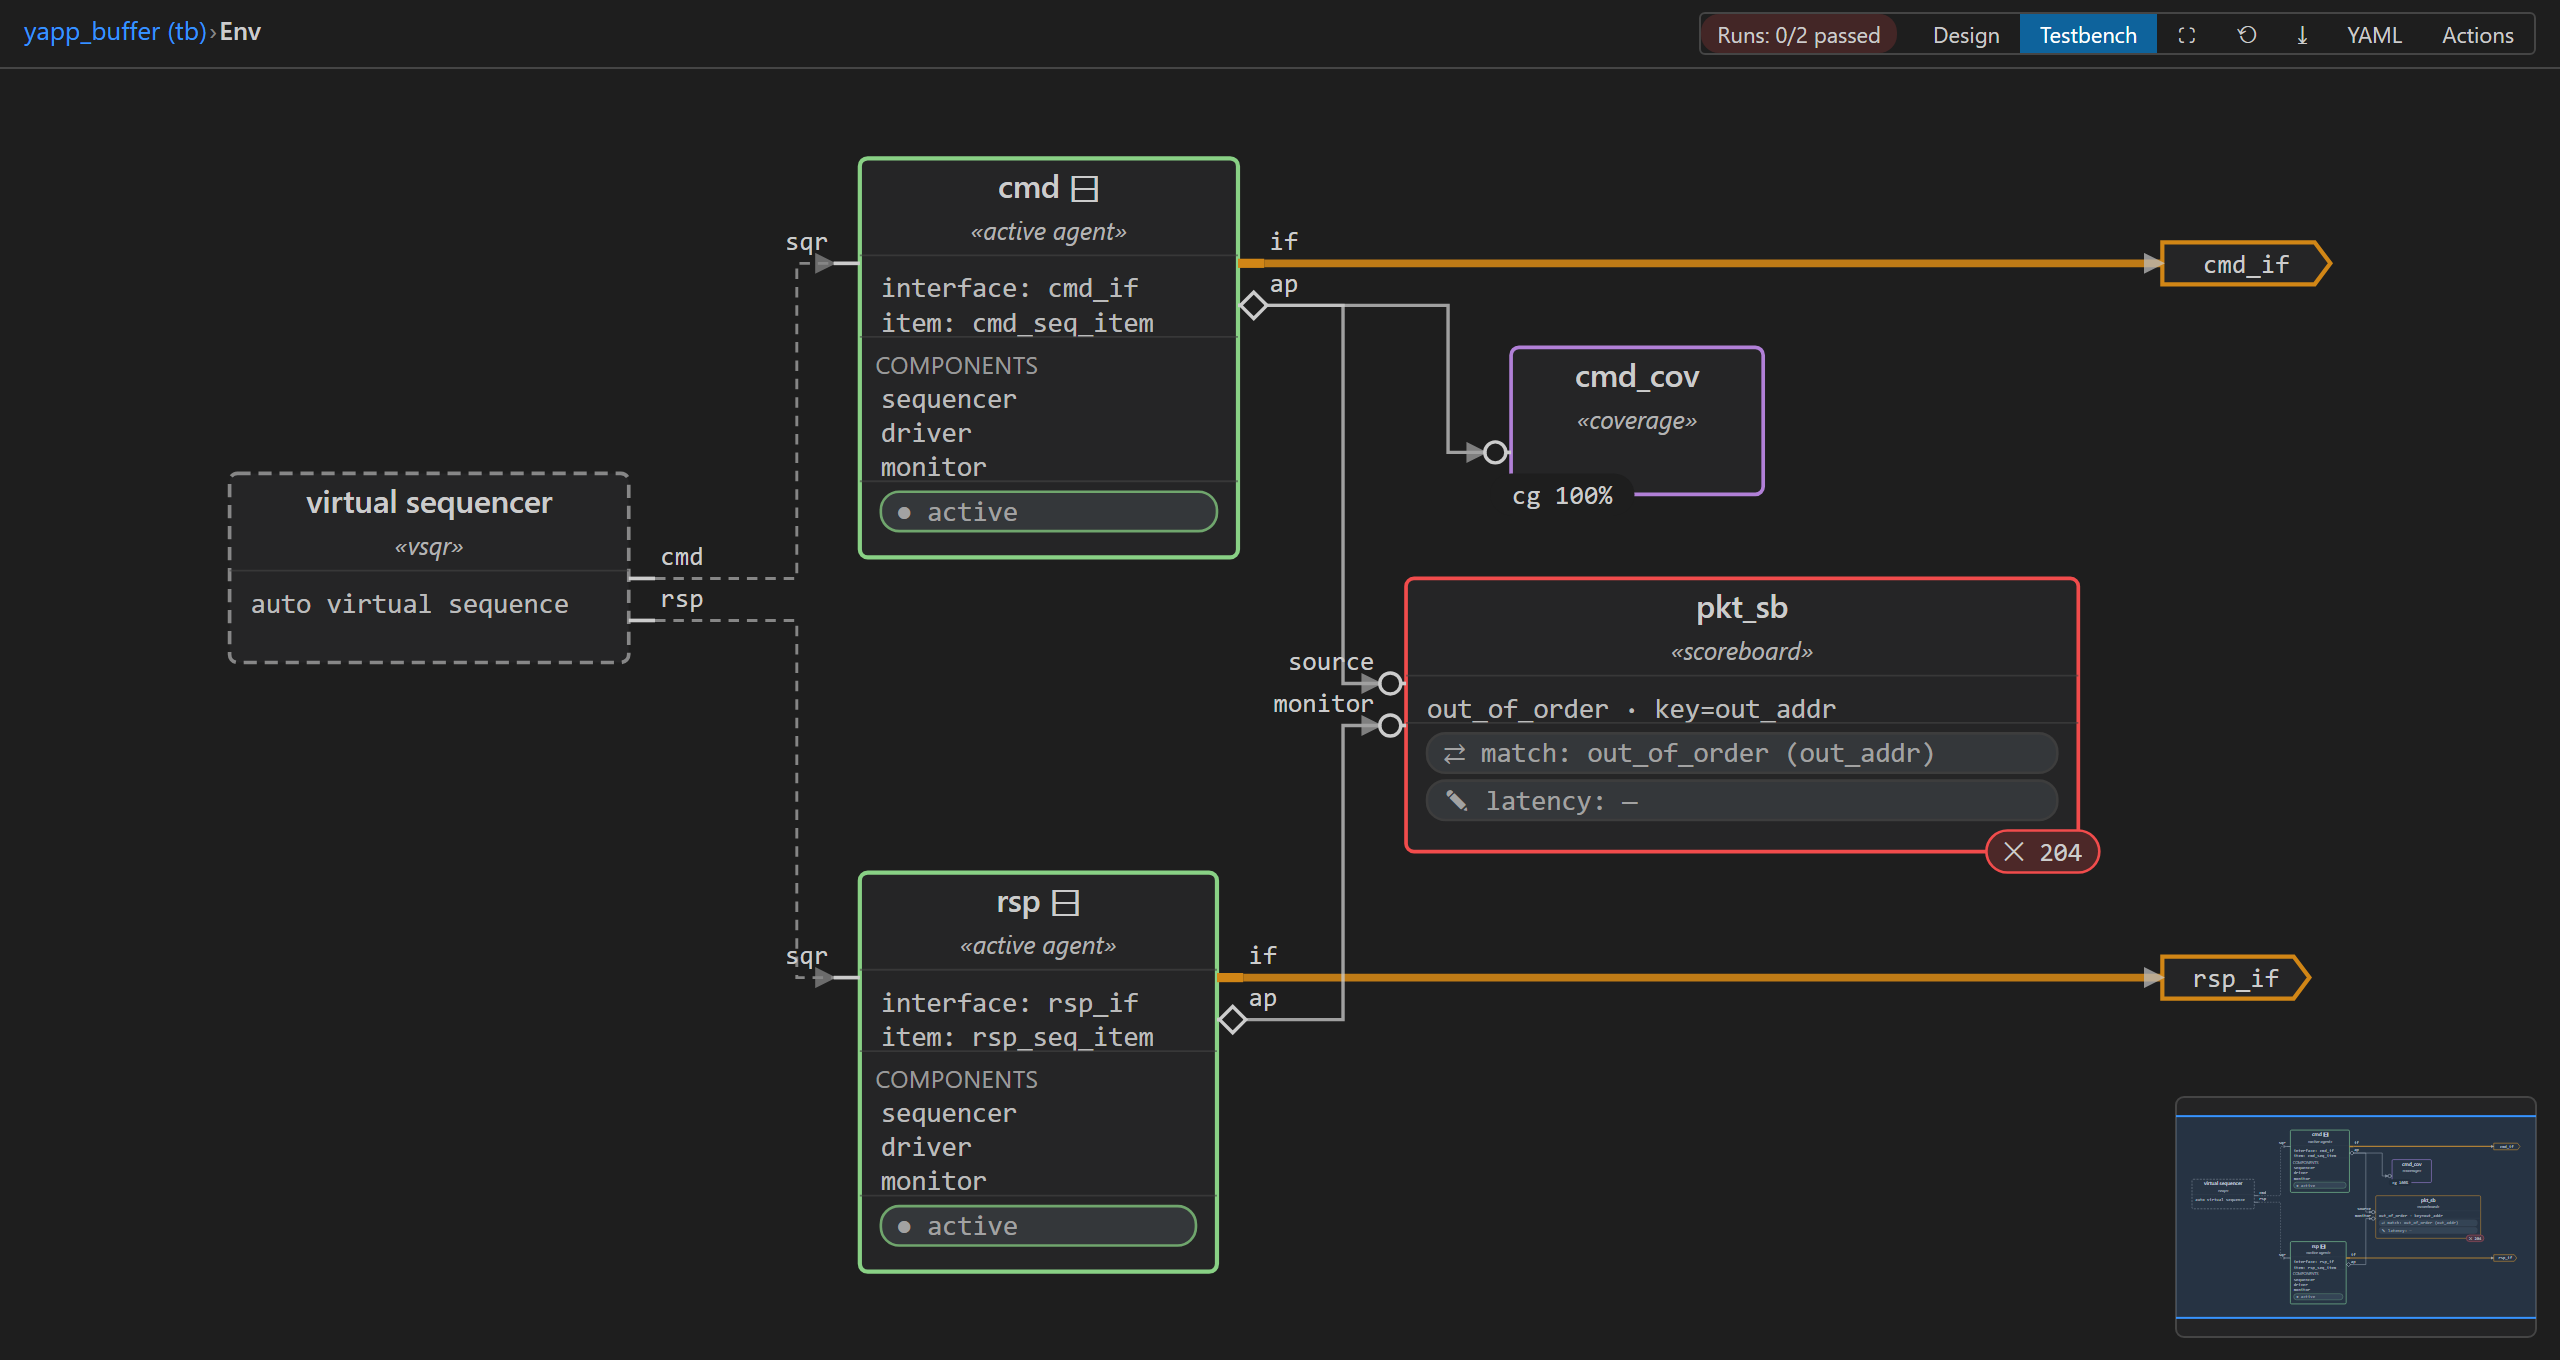 yapp_buffer (tb) › Env
Runs: 0/2 passed
Design
Testbench
YAML
Actions
cmd
«active agent»
interface: cmd_if
item: cmd_seq_item
COMPONENTS
sequencer
driver
monitor
● active
sqr
if
ap
cmd_if
cmd_cov
«coverage»
cg 100%
virtual sequencer
«vsqr»
auto virtual sequence
cmd
rsp
pkt_sb
«scoreboard»
out_of_order · key=out_addr
⇄ match: out_of_order (out_addr)
✎ latency: —
✕ 204
source
monitor
rsp
«active agent»
interface: rsp_if
item: rsp_seq_item
COMPONENTS
sequencer
driver
monitor
● active
sqr
if
ap
rsp_if